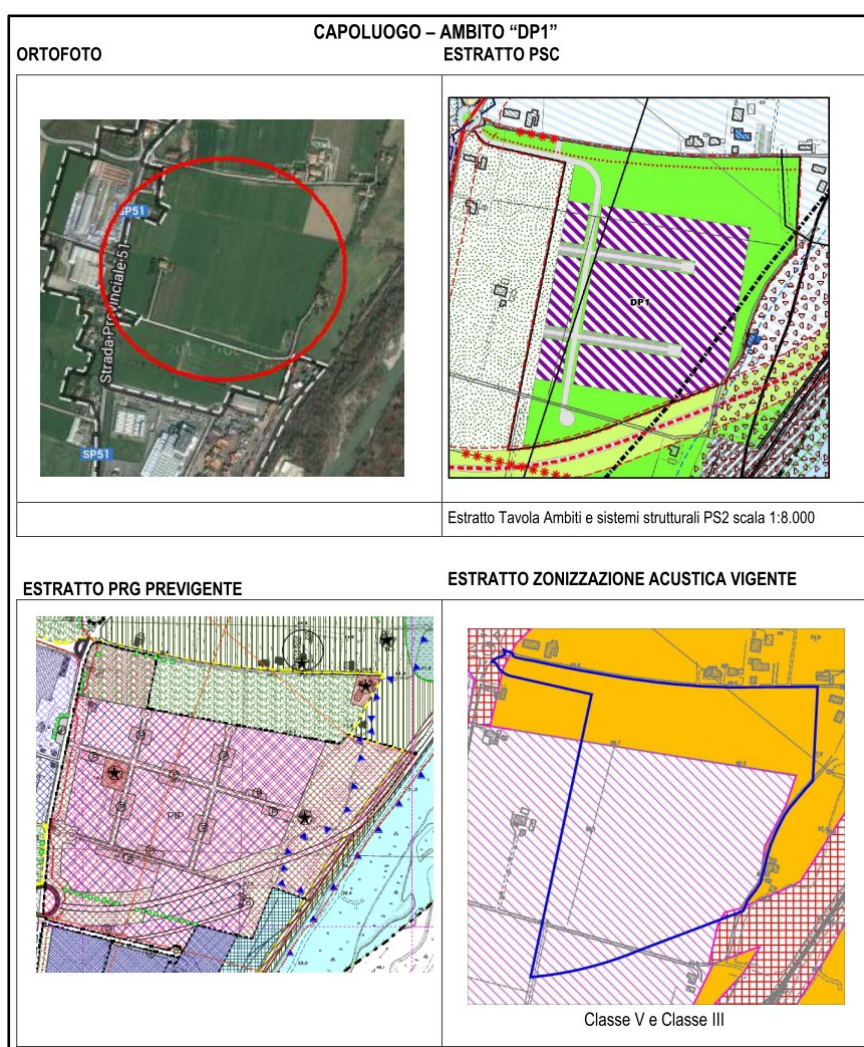 CAPOLUOGO – AMBITO “DP1”
ORTOFOTO
ESTRATTO PSC
SP51
Strada Provinciale 51
SP51
DP1
Estratto Tavola Ambiti e sistemi strutturali PS2 scala 1:8.000
ESTRATTO PRG PREVIGENTE
ESTRATTO ZONIZZAZIONE ACUSTICA VIGENTE
PIP
Classe V e Classe III